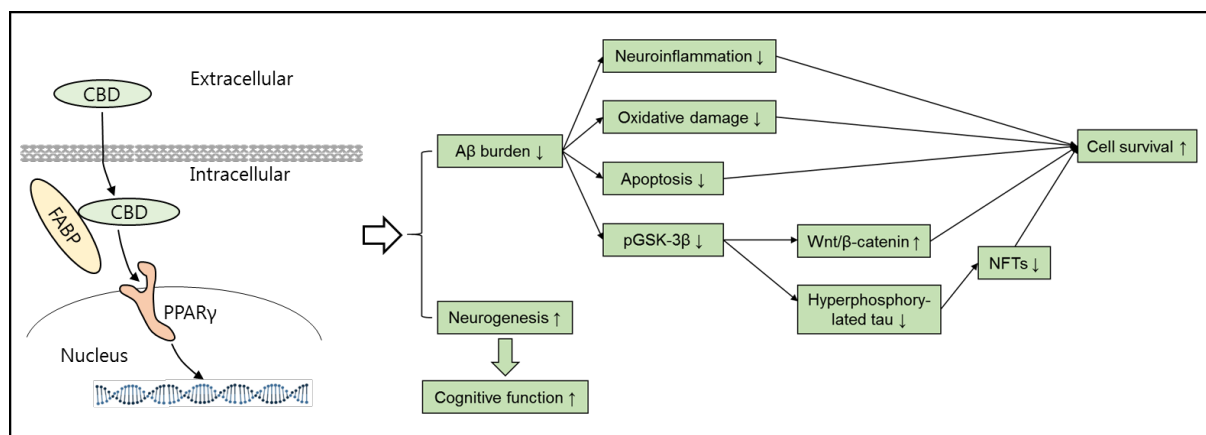 Extracellular
CBD
Intracellular
CBD
FABP
PPARγ
Nucleus
Aβ burden ↓
Neurogenesis ↑
Cognitive function ↑
Neuroinflammation ↓
Oxidative damage ↓
Apoptosis ↓
pGSK-3β ↓
Wnt/β-catenin ↑
Hyperphosphory-
lated tau ↓
NFTs ↓
Cell survival ↑